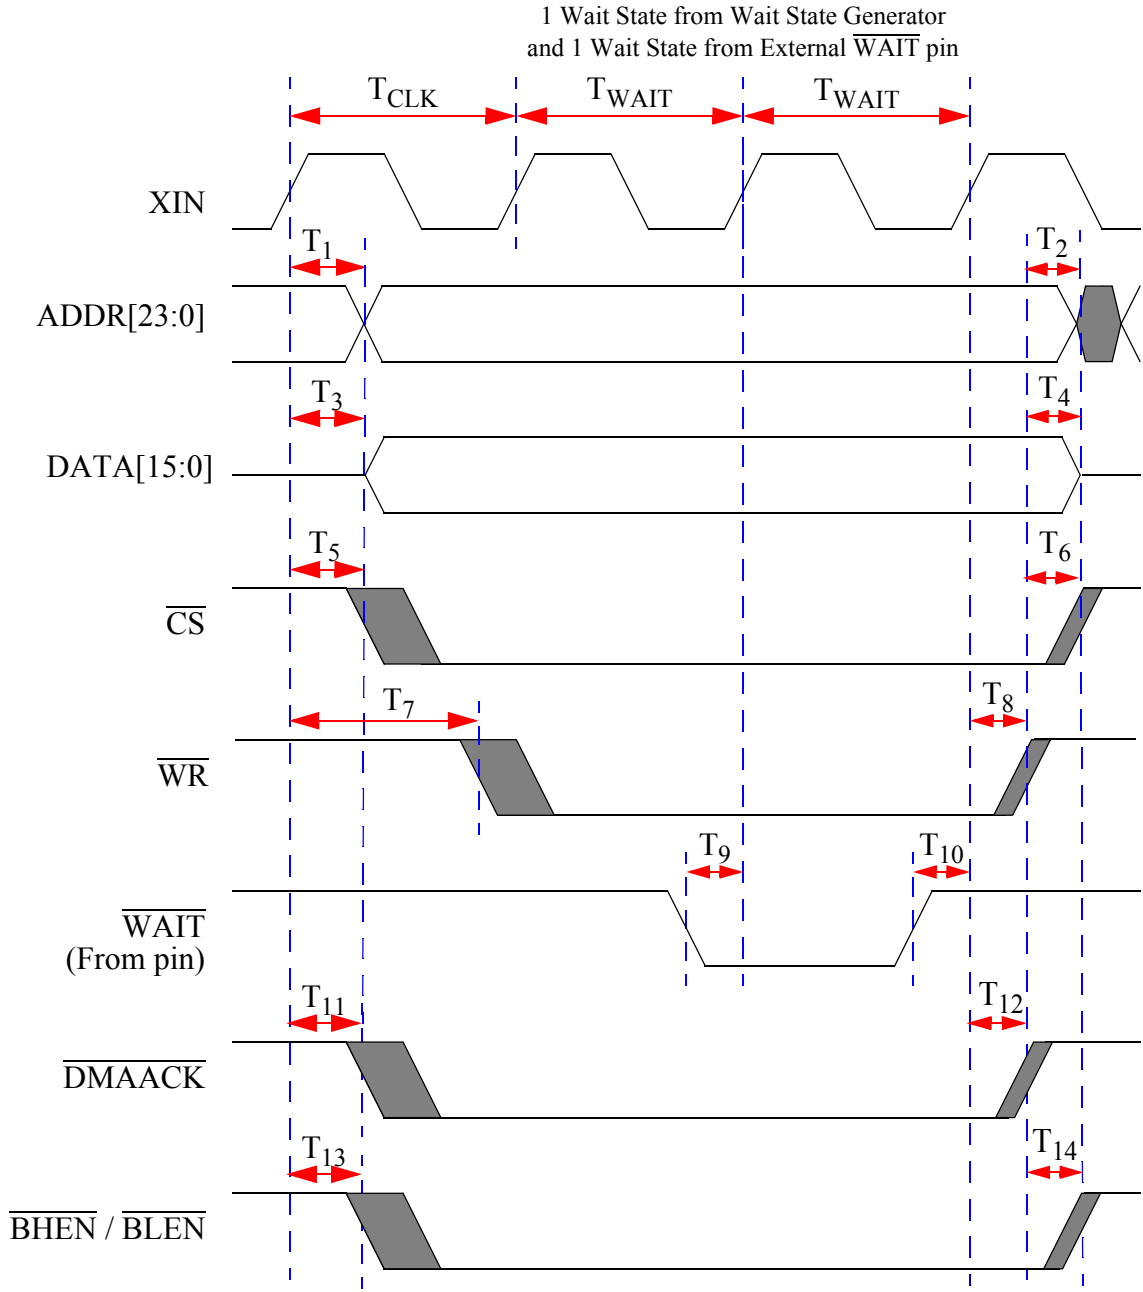 1 Wait State from Wait State Generator
and 1 Wait State from External WAIT pin
TCLK
TWAIT
TWAIT
XIN
T1
T2
ADDR[23:0]
T3
T4
DATA[15:0]
T5
T6
CS
T7
T8
WR
T9
T10
WAIT
(From pin)
T11
T12
DMAACK
T13
T14
BHEN / BLEN